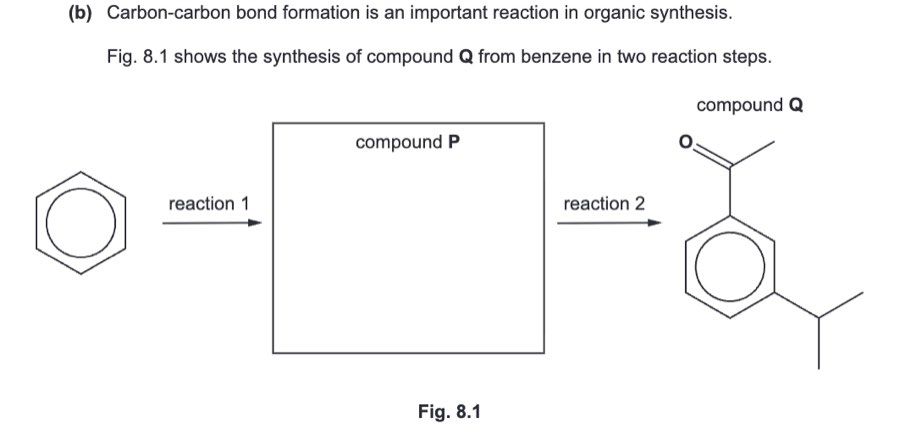 (b) Carbon-carbon bond formation is an important reaction in organic synthesis.
Fig. 8.1 shows the synthesis of compound Q from benzene in two reaction steps.
compound Q
compound P
O
reaction 1
reaction 2
Fig. 8.1